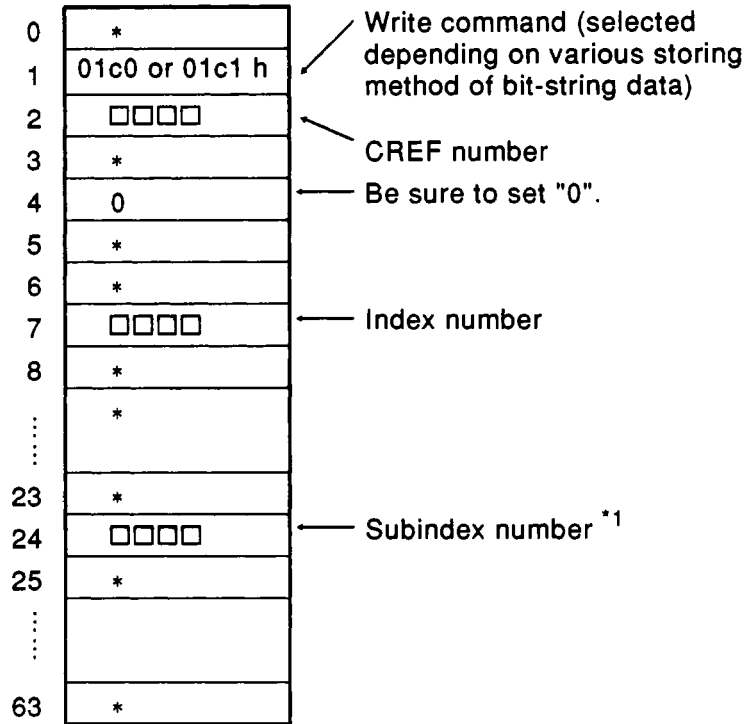 0 *
1 01c0 or 01c1 h
Write command (selected
depending on various storing
method of bit-string data)
2 □□□□
CREF number
3 *
4 0
Be sure to set "0".
5 *
6 *
7 □□□□
Index number
8 *
*
23 *
24 □□□□
Subindex number *1
25 *
63 *